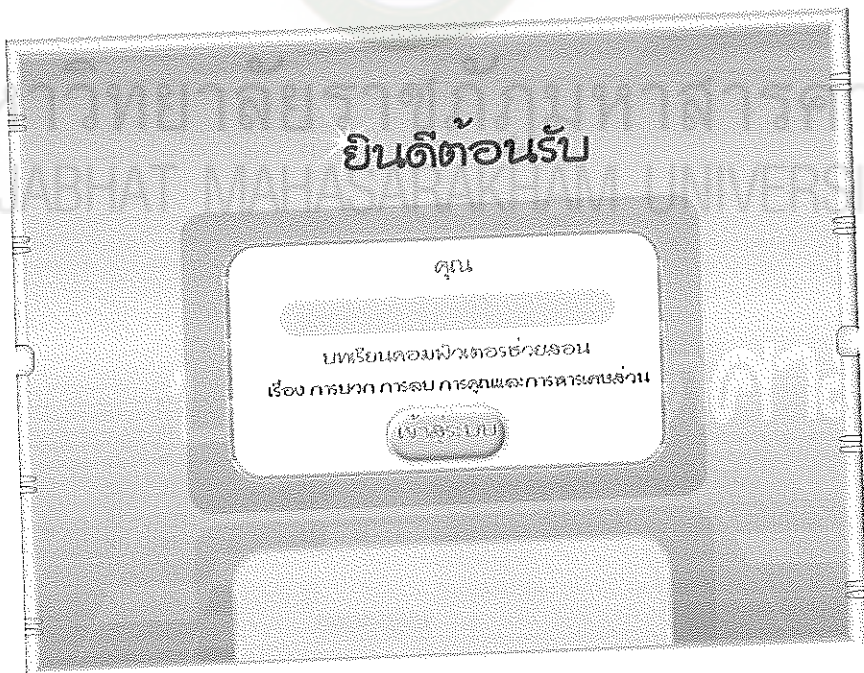 ยินดีต้อนรับ
คุณ
บทเรียนคอมพิวเตอร์ช่วยสอน
เรื่อง การบวก การลบ การคูณและการหารเศษส่วน
เข้าสู่ระบบ